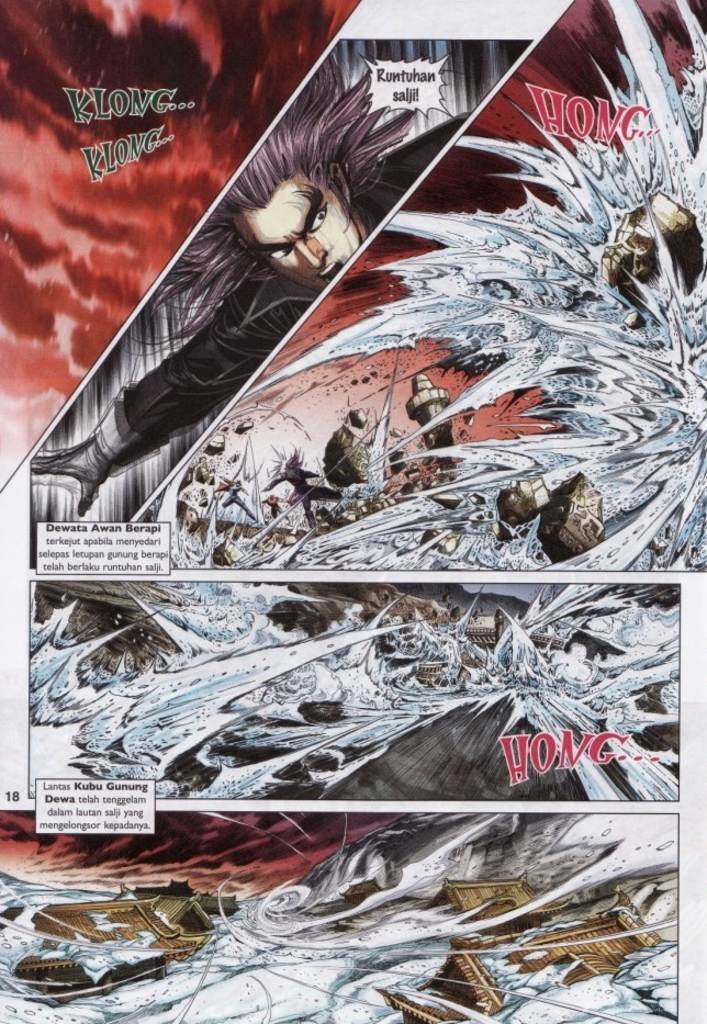 KLONG...
KLONG...
Runtuhan
salji!
HONG...
Dewata Awan Berapi
terkejut apabila menyedari
selepas letupan gunung berapi
telah berlaku runtuhan salji.
HONG...
18
Lantas Kubu Gunung
Dewa telah tenggelam
dalam lautan salji yang
mengelongsor kepadanya.